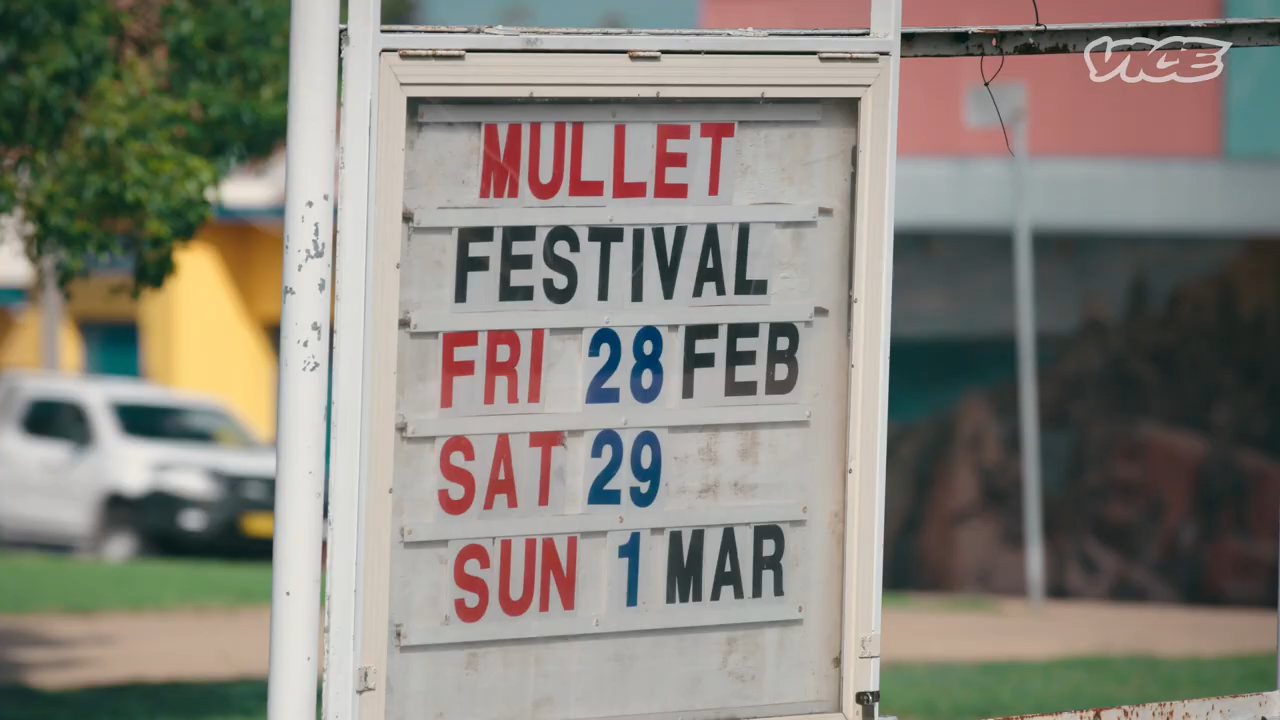 VICE
MULLET
FESTIVAL
FRI 28 FEB
SAT 29
SUN 1 MAR